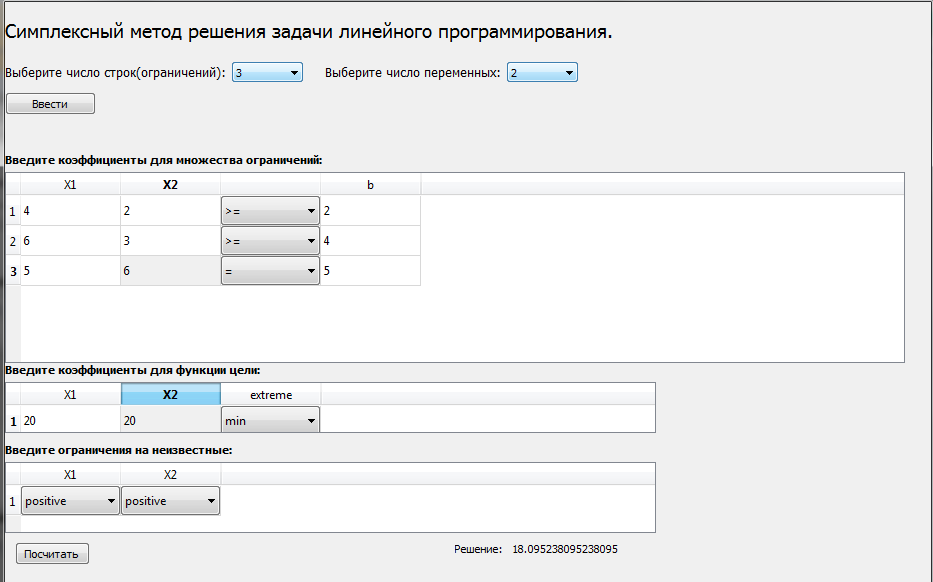 Симплексный метод решения задачи линейного программирования.
Выберите число строк(ограничений): 3 Выберите число переменных: 2
Ввести
Введите коэффициенты для множества ограничений:
X1 X2 b
1 4 2 >= 2
2 6 3 >= 4
3 5 6 = 5
Введите коэффициенты для функции цели:
X1 X2 extreme
1 20 20 min
Введите ограничения на неизвестные:
X1 X2
1 positive positive
Посчитать Решение: 18.095238095238095